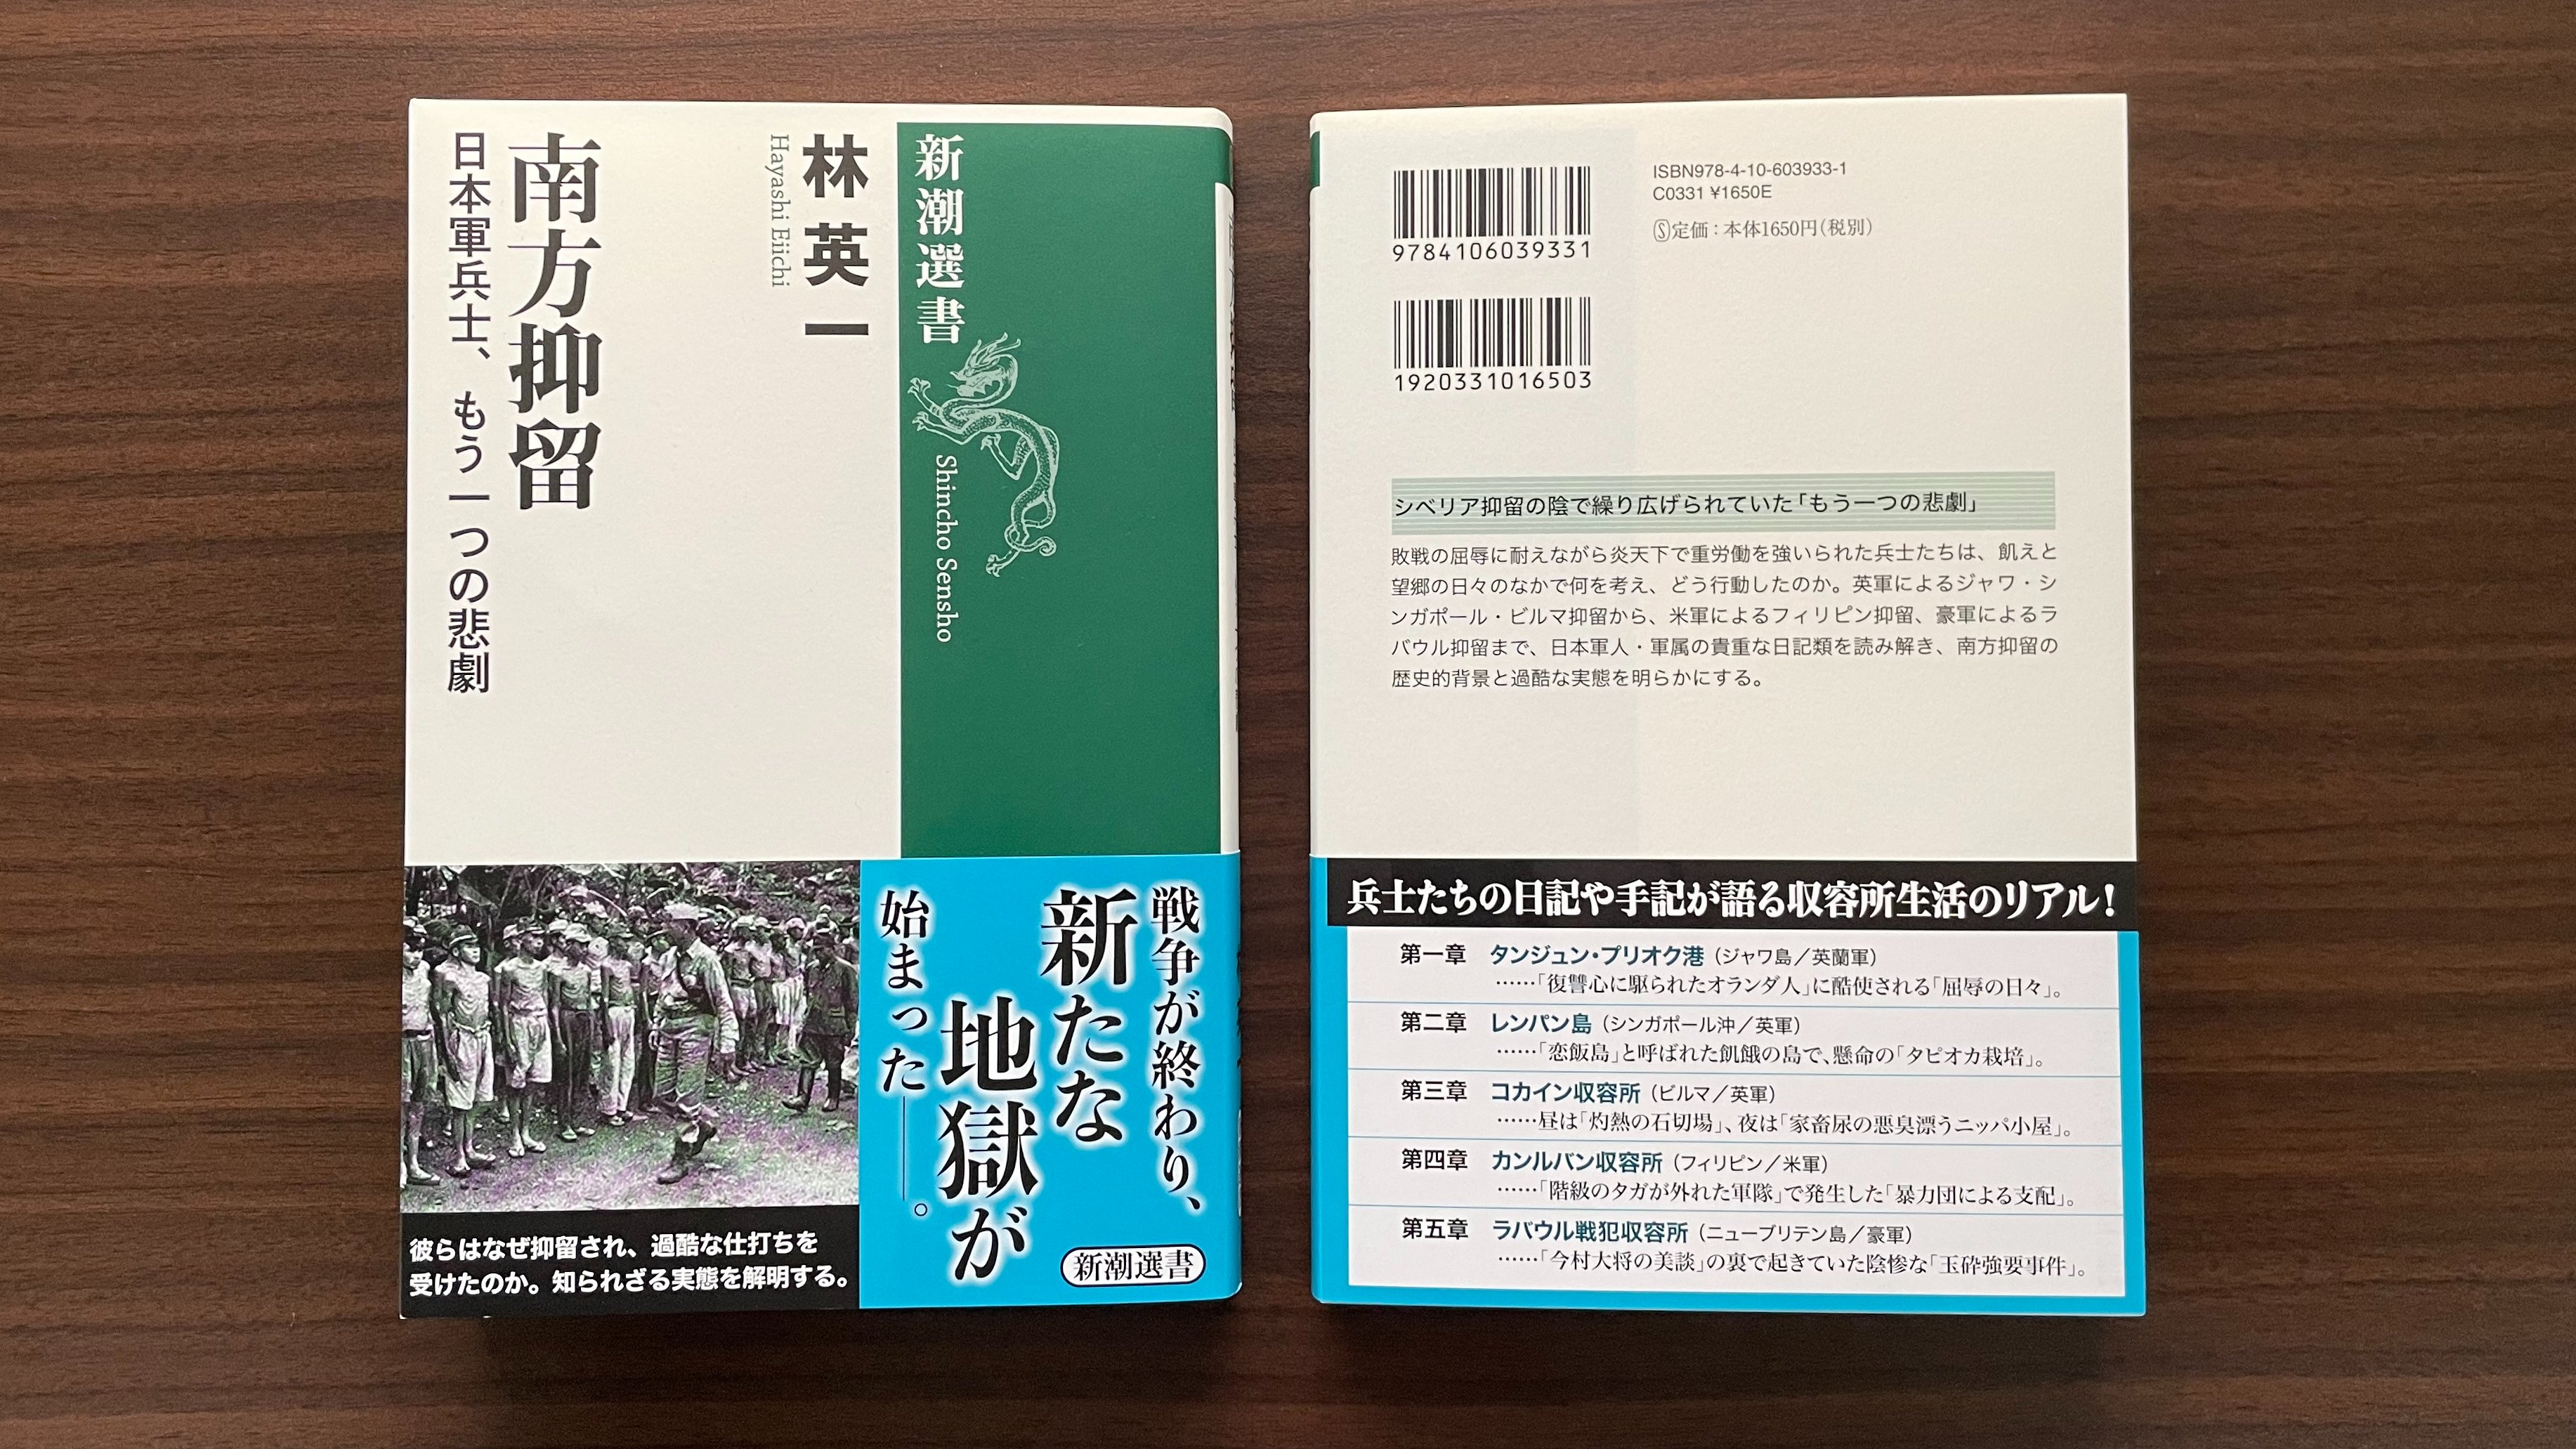 新潮選書
Shincho Sensho
林 英一
Hayashi Eiichi
南方抑留
日本軍兵士、もう一つの悲劇
戦争が終わり、
新たな
地獄が
始まった――。
新潮選書
彼らはなぜ抑留され、過酷な仕打ちを
受けたのか。知られざる実態を解明する。
9784106039331
1920331016503
ISBN978-4-10-603933-1
C0331 ¥1650E
Ⓢ定価:本体1650円(税別)
シベリア抑留の陰で繰り広げられていた「もう一つの悲劇」
敗戦の屈辱に耐えながら炎天下で重労働を強いられた兵士たちは、飢えと
望郷の日々のなかで何を考え、どう行動したのか。英軍によるジャワ・シ
ンガポール・ビルマ抑留から、米軍によるフィリピン抑留、豪軍によるラ
バウル抑留まで、日本軍人・軍属の貴重な日記類を読み解き、南方抑留の
歴史的背景と過酷な実態を明らかにする。
兵士たちの日記や手記が語る収容所生活のリアル!
第一章 タンジュン・プリオク港(ジャワ島/英蘭軍)
……「復讐心に駆られたオランダ人」に酷使される「屈辱の日々」。
第二章 レンパン島(シンガポール沖/英軍)
……「恋飯島」と呼ばれた飢餓の島で、懸命の「タピオカ栽培」。
第三章 コカイン収容所(ビルマ/英軍)
……昼は「灼熱の石切場」、夜は「家畜尿の悪臭漂うニッパ小屋」。
第四章 カンルバン収容所(フィリピン/米軍)
……「階級のタガが外れた軍隊」で発生した「暴力団による支配」。
第五章 ラバウル戦犯収容所(ニューブリテン島/豪軍)
……「今村大将の美談」の裏で起きていた陰惨な「玉砕強要事件」。